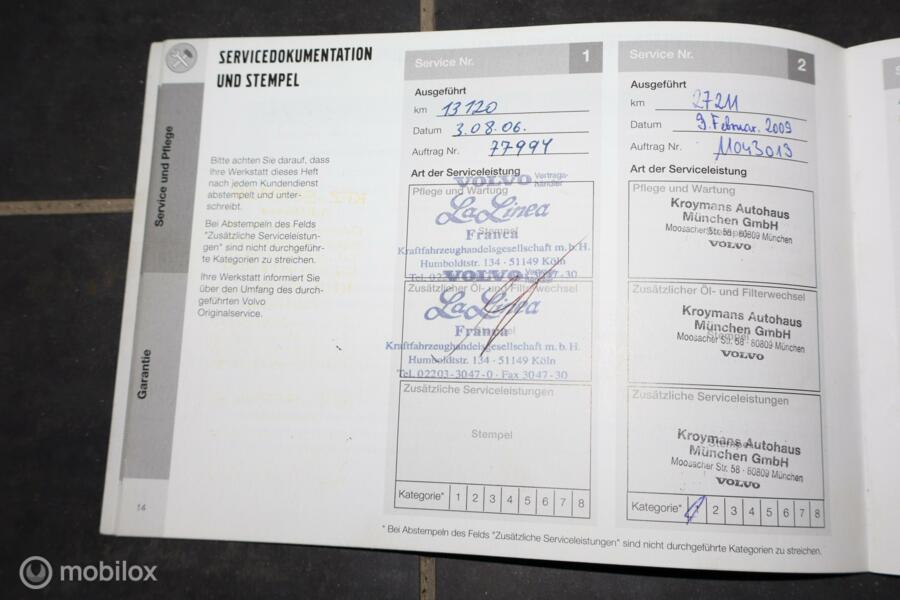 SERVICEDOKUMENTATION
UND STEMPEL
Service und Pflege
Garantie
Bitte achten Sie darauf, dass
Ihre Werkstatt dieses Heft
nach jedem Kundendienst
abstempelt und unter-
schreibt.
Bei Abstempeln des Felds
"Zusätzliche Serviceleistun-
gen" sind nicht durchgeführ-
te Kategorien zu streichen.
Ihre Werkstatt informiert Sie
über den Umfang des durch-
geführten Volvo
Originalservice.
14
Service Nr. 1
Ausgeführt
km 13120
Datum 3.08.06.
Auftrag Nr. 77994
Art der Serviceleistung
Pflege und Wartung
Stempel
VOLVO Vertrags-
händler
LaLinea
Franca
Kraftfahrzeughandelsgesellschaft m. b. H.
Humboldtstr. 134 · 51149 Köln
Zusätzlicher Öl- und Filterwechsel
VOLVO
LaLinea
Franca
Kraftfahrzeughandelsgesellschaft m. b. H.
Humboldtstr. 134 · 51149 Köln
Tel. 02203-3047-0 · Fax 3047-30
Zusätzliche Serviceleistungen
Stempel
Kategorie* 1 2 3 4 5 6 7 8
Service Nr. 2
Ausgeführt
km 27211
Datum 9. Februar. 2009
Auftrag Nr. 11043013
Art der Serviceleistung
Pflege und Wartung
Kroymans Autohaus
München GmbH
Moosacher Str. 58 · 80809 München
VOLVO
Zusätzlicher Öl- und Filterwechsel
Kroymans Autohaus
München GmbH
Moosacher Str. 58 · 80809 München
VOLVO
Zusätzliche Serviceleistungen
Kroymans Autohaus
München GmbH
Moosacher Str. 58 · 80809 München
VOLVO
Kategorie* 1 2 3 4 5 6 7 8
* Bei Abstempeln des Felds "Zusätzliche Serviceleistungen" sind nicht durchgeführte Kategorien zu streichen.
mobilox